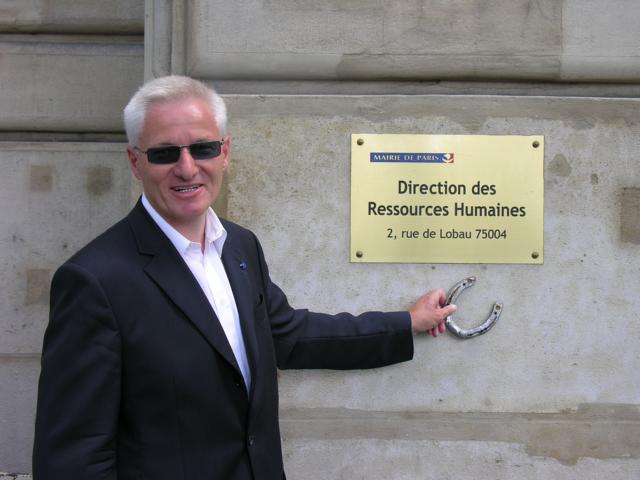 MAIRIE DE PARIS
Direction des
Ressources Humaines
2, rue de Lobau 75004